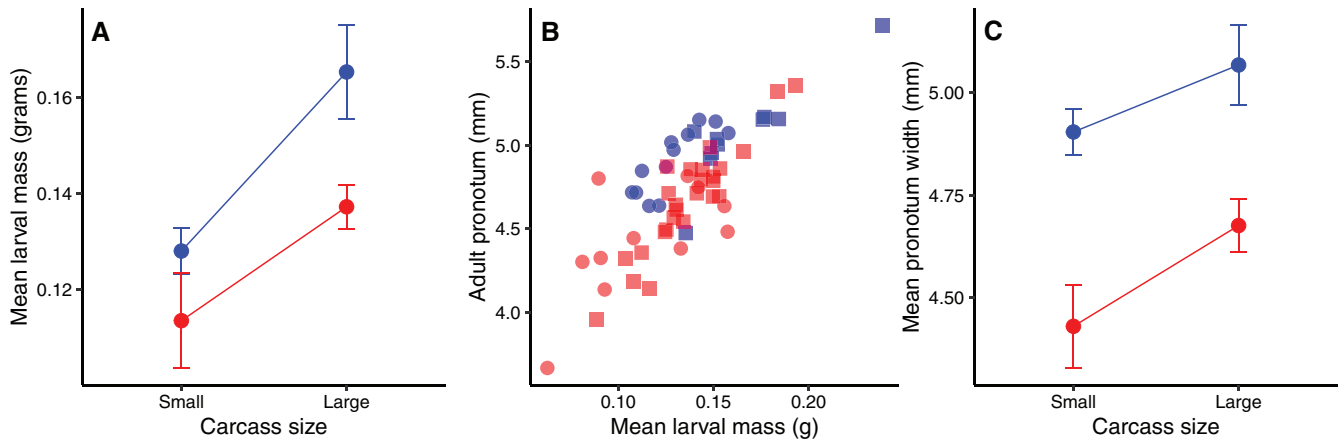 A
Mean larval mass (grams)
0.16
0.14
0.12
Small
Large
Carcass size
B
Adult pronotum (mm)
5.5
5.0
4.5
4.0
0.10
0.15
0.20
Mean larval mass (g)
C
Mean pronotum width (mm)
5.00
4.75
4.50
Small
Large
Carcass size